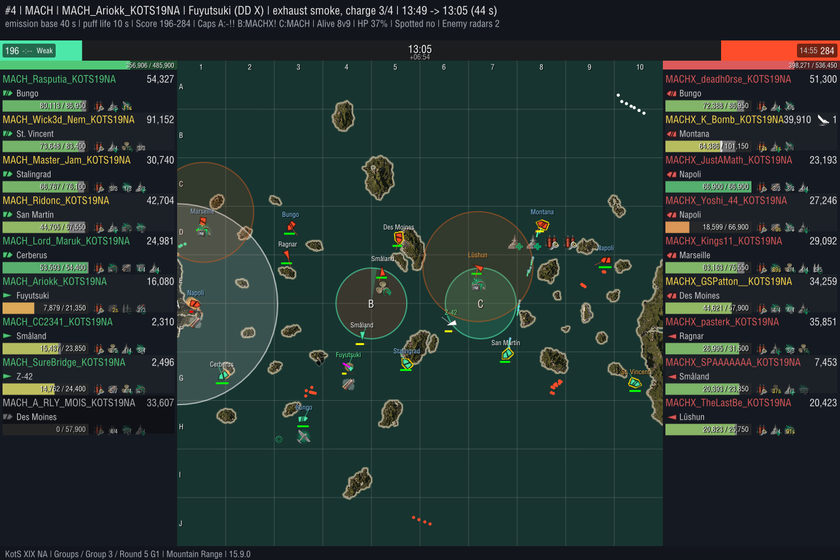 #4 | MACH | MACH_Ariokk_KOTS19NA | Fuyutsuki (DD X) | exhaust smoke, charge 3/4 | 13:49 -> 13:05 (44 s)
emission base 40 s | puff life 10 s | Score 196-284 | Caps A:-!! B:MACHX! C:MACH | Alive 8v9 | HP 37% | Spotted no | Enemy radars 2
196 -:-- Weak
13:05
+06:54
14:55 284
MACH_Rasputia_KOTS19NA 54,327
Bungo
MACH_Wick3d_Nem_KOTS19NA 91,152
St. Vincent
MACH_Master_Jam_KOTS19NA 30,740
Stalingrad
MACH_Ridonc_KOTS19NA 42,704
San Martin
MACH_Lord_Maruk_KOTS19NA 24,981
Cerberus
MACH_Ariokk_KOTS19NA 16,080
Fuyutsuki
7,879 / 21,350
MACH_CC2341_KOTS19NA 2,310
Småland
MACH_SureBridge_KOTS19NA 2,496
Z-42
MACH_A_RLY_MOIS_KOTS19NA 33,607
Des Moines
0 / 57,900
1 2 3 4 5 6 7 8 9 10
A
B
C
D
E
G
H
I
J
Marseille
Bungo
Ragnar
Des Moines
Småland
Lüshun
Montana
Napoli
Napoli
B
C
Z-42
Småland
San Martin
Fuyutsuki
Stalingrad
Cerberus
St. Vincent
Bungo
MACHX_deadh0rse_KOTS19NA 51,300
Bungo
MACHX_K_Bomb_KOTS19NA 39,910 1
Montana
MACHX_JustAMath_KOTS19NA 23,193
Napoli
66,900 / 66,900
MACHX_Yoshi_44_KOTS19NA 27,246
Napoli
18,599 / 66,900
MACHX_Kings11_KOTS19NA 29,092
Marseille
MACHX_GSPatton__KOTS19NA 34,259
Des Moines
MACHX_pasterk_KOTS19NA 35,851
Ragnar
MACHX_SPAAAAAAA_KOTS19NA 7,453
Småland
MACHX_TheLastBe_KOTS19NA 20,423
Lüshun
KotS XIX NA | Groups / Group 3 / Round 5 G1 | Mountain Range | 15.9.0